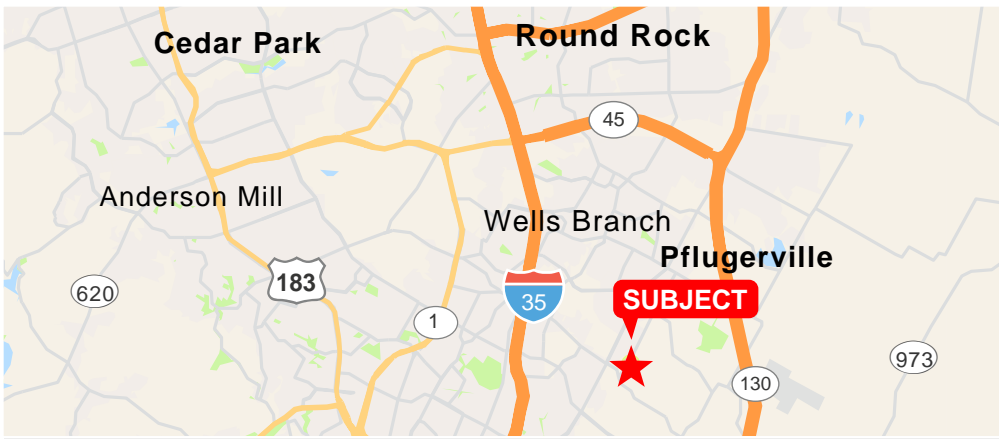 Cedar Park
Round Rock
45
Anderson Mill
Wells Branch
Pflugerville
183
620
35
SUBJECT
1
973
130